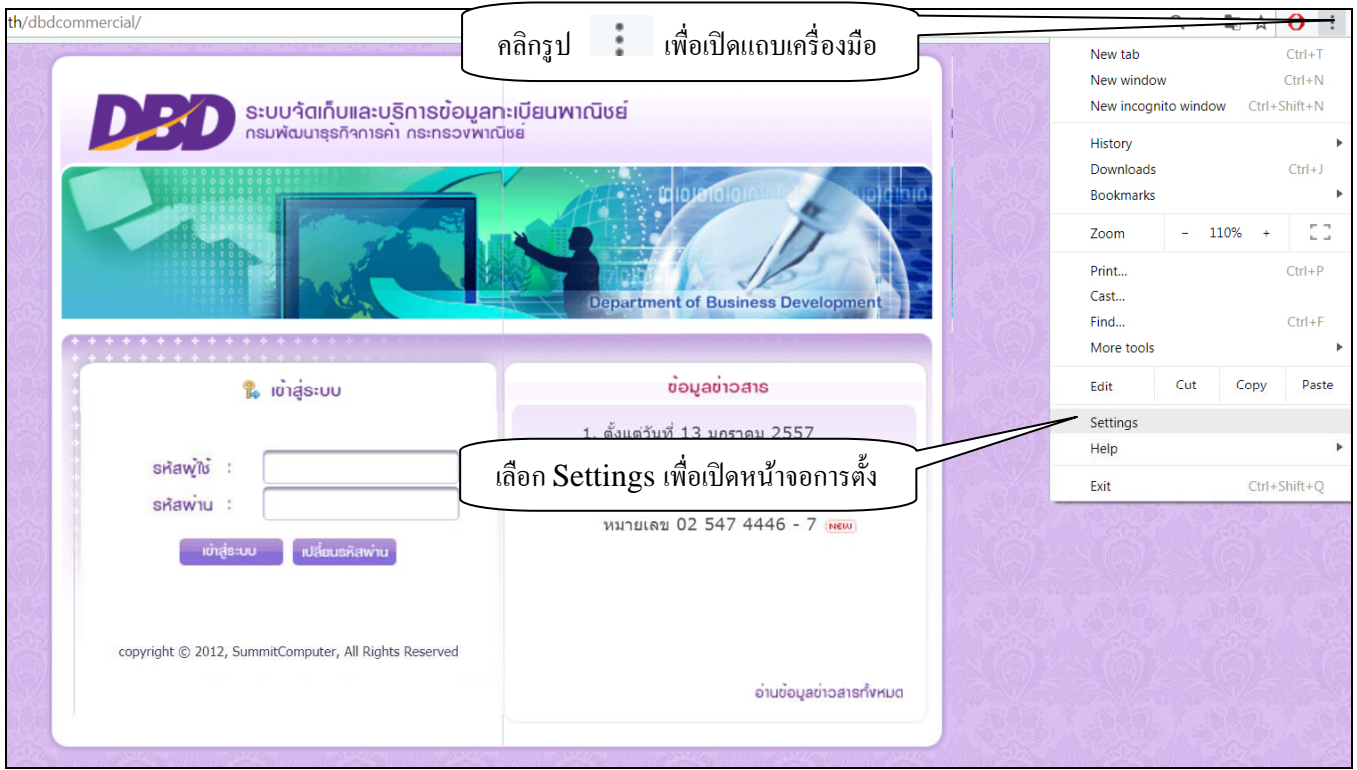 th/dbdcommercial/
คลิกรูป เพื่อเปิดแถบเครื่องมือ
DBD
ระบบจัดเก็บและบริการข้อมูลทะเบียนพาณิชย์
กรมพัฒนาธุรกิจการค้า กระทรวงพาณิชย์
Department of Business Development
เข้าสู่ระบบ
รหัสผู้ใช้ :
รหัสผ่าน :
เข้าสู่ระบบ เปลี่ยนรหัสผ่าน
copyright © 2012, SummitComputer, All Rights Reserved
ข้อมูลข่าวสาร
1. ตั้งแต่วันที่ 13 มกราคม 2557
เลือก Settings เพื่อเปิดหน้าจอการตั้ง
หมายเลข 02 547 4446 - 7 NEW
อ่านข้อมูลข่าวสารทั้งหมด
New tab Ctrl+T
New window Ctrl+N
New incognito window Ctrl+Shift+N
History
Downloads Ctrl+J
Bookmarks
Zoom - 110% +
Print... Ctrl+P
Cast...
Find... Ctrl+F
More tools
Edit Cut Copy Paste
Settings
Help
Exit Ctrl+Shift+Q